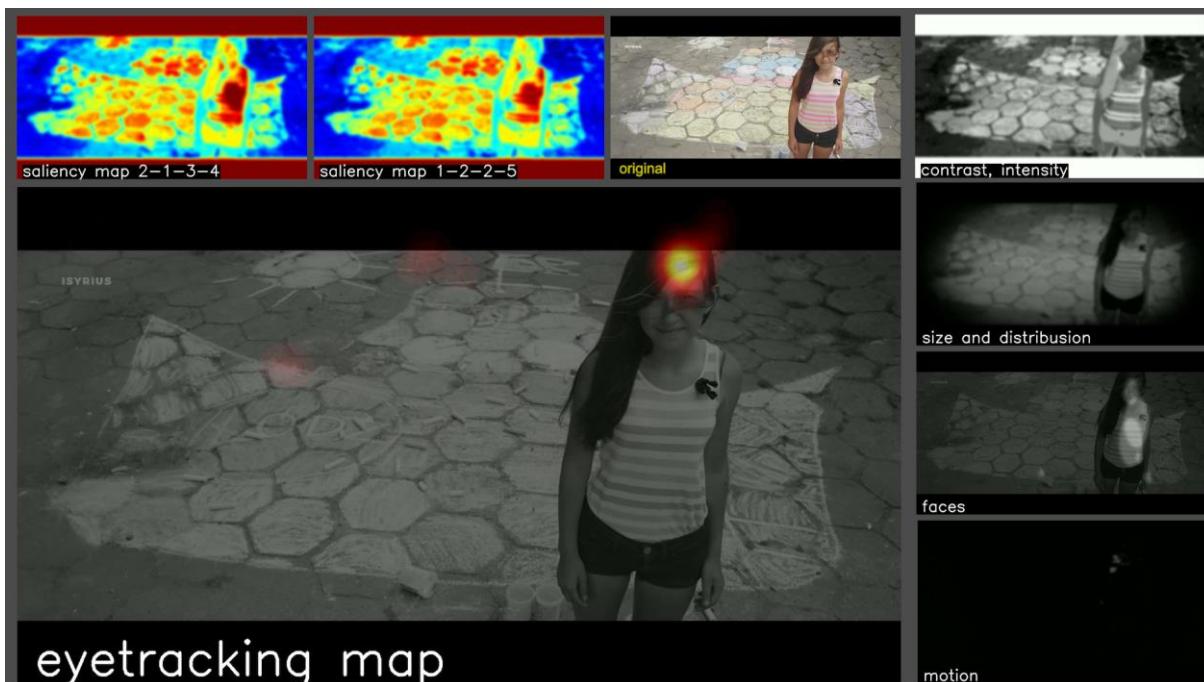 saliency map 2-1-3-4
saliency map 1-2-2-5
original
contrast, intensity
ISYRIUS
size and distribusion
faces
eyetracking map
motion